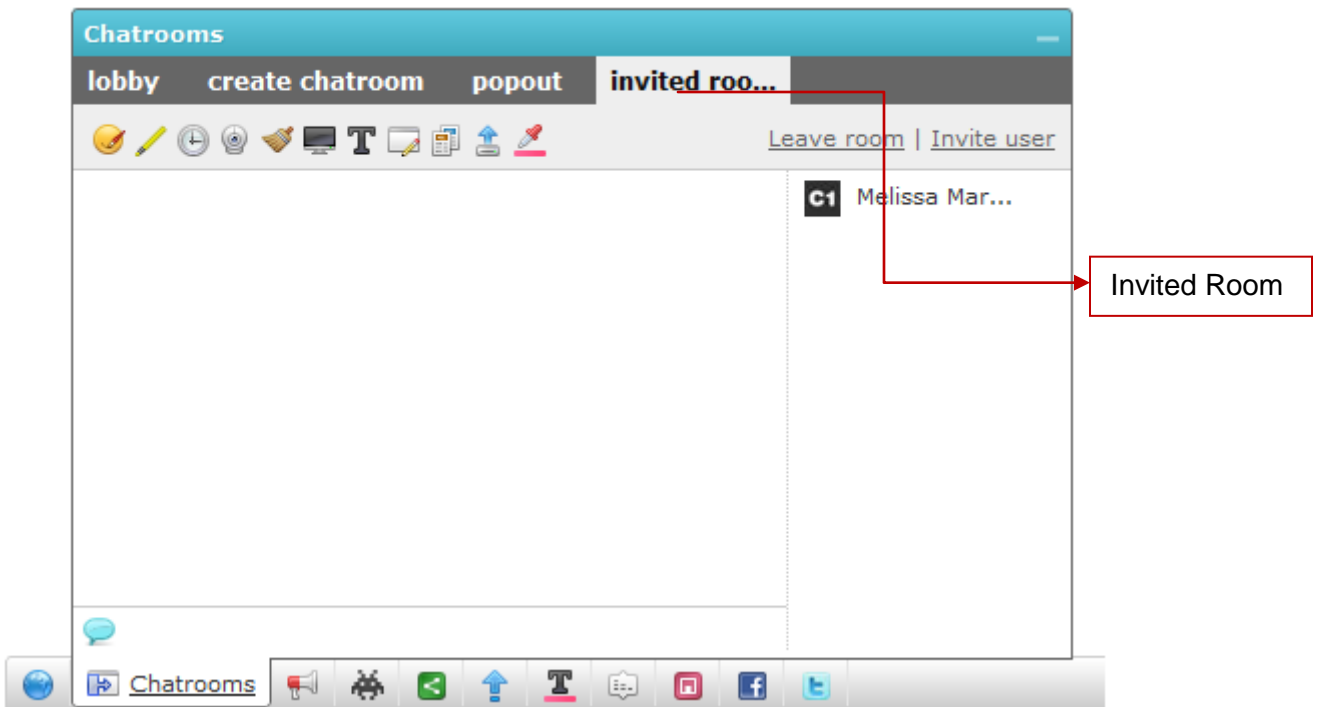 Chatrooms
lobby create chatroom popout invited roo...
Leave room | Invite user
C1 Melissa Mar...
Invited Room
Chatrooms